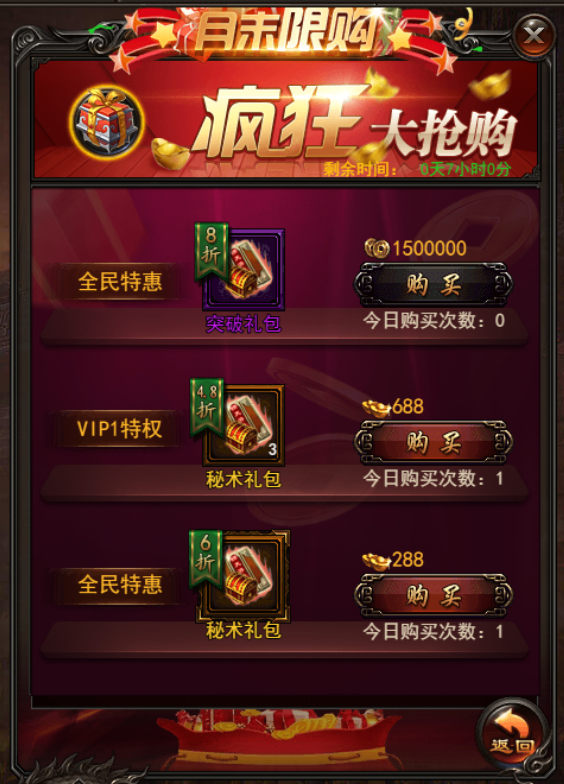 月末限购
疯狂大抢购
剩余时间： 0天7小时0分
8折
1500000
全民特惠
购买
突破礼包
今日购买次数：0
4.8折
688
VIP1特权
购买
3
秘术礼包
今日购买次数：1
6折
288
全民特惠
购买
秘术礼包
今日购买次数：1
返回